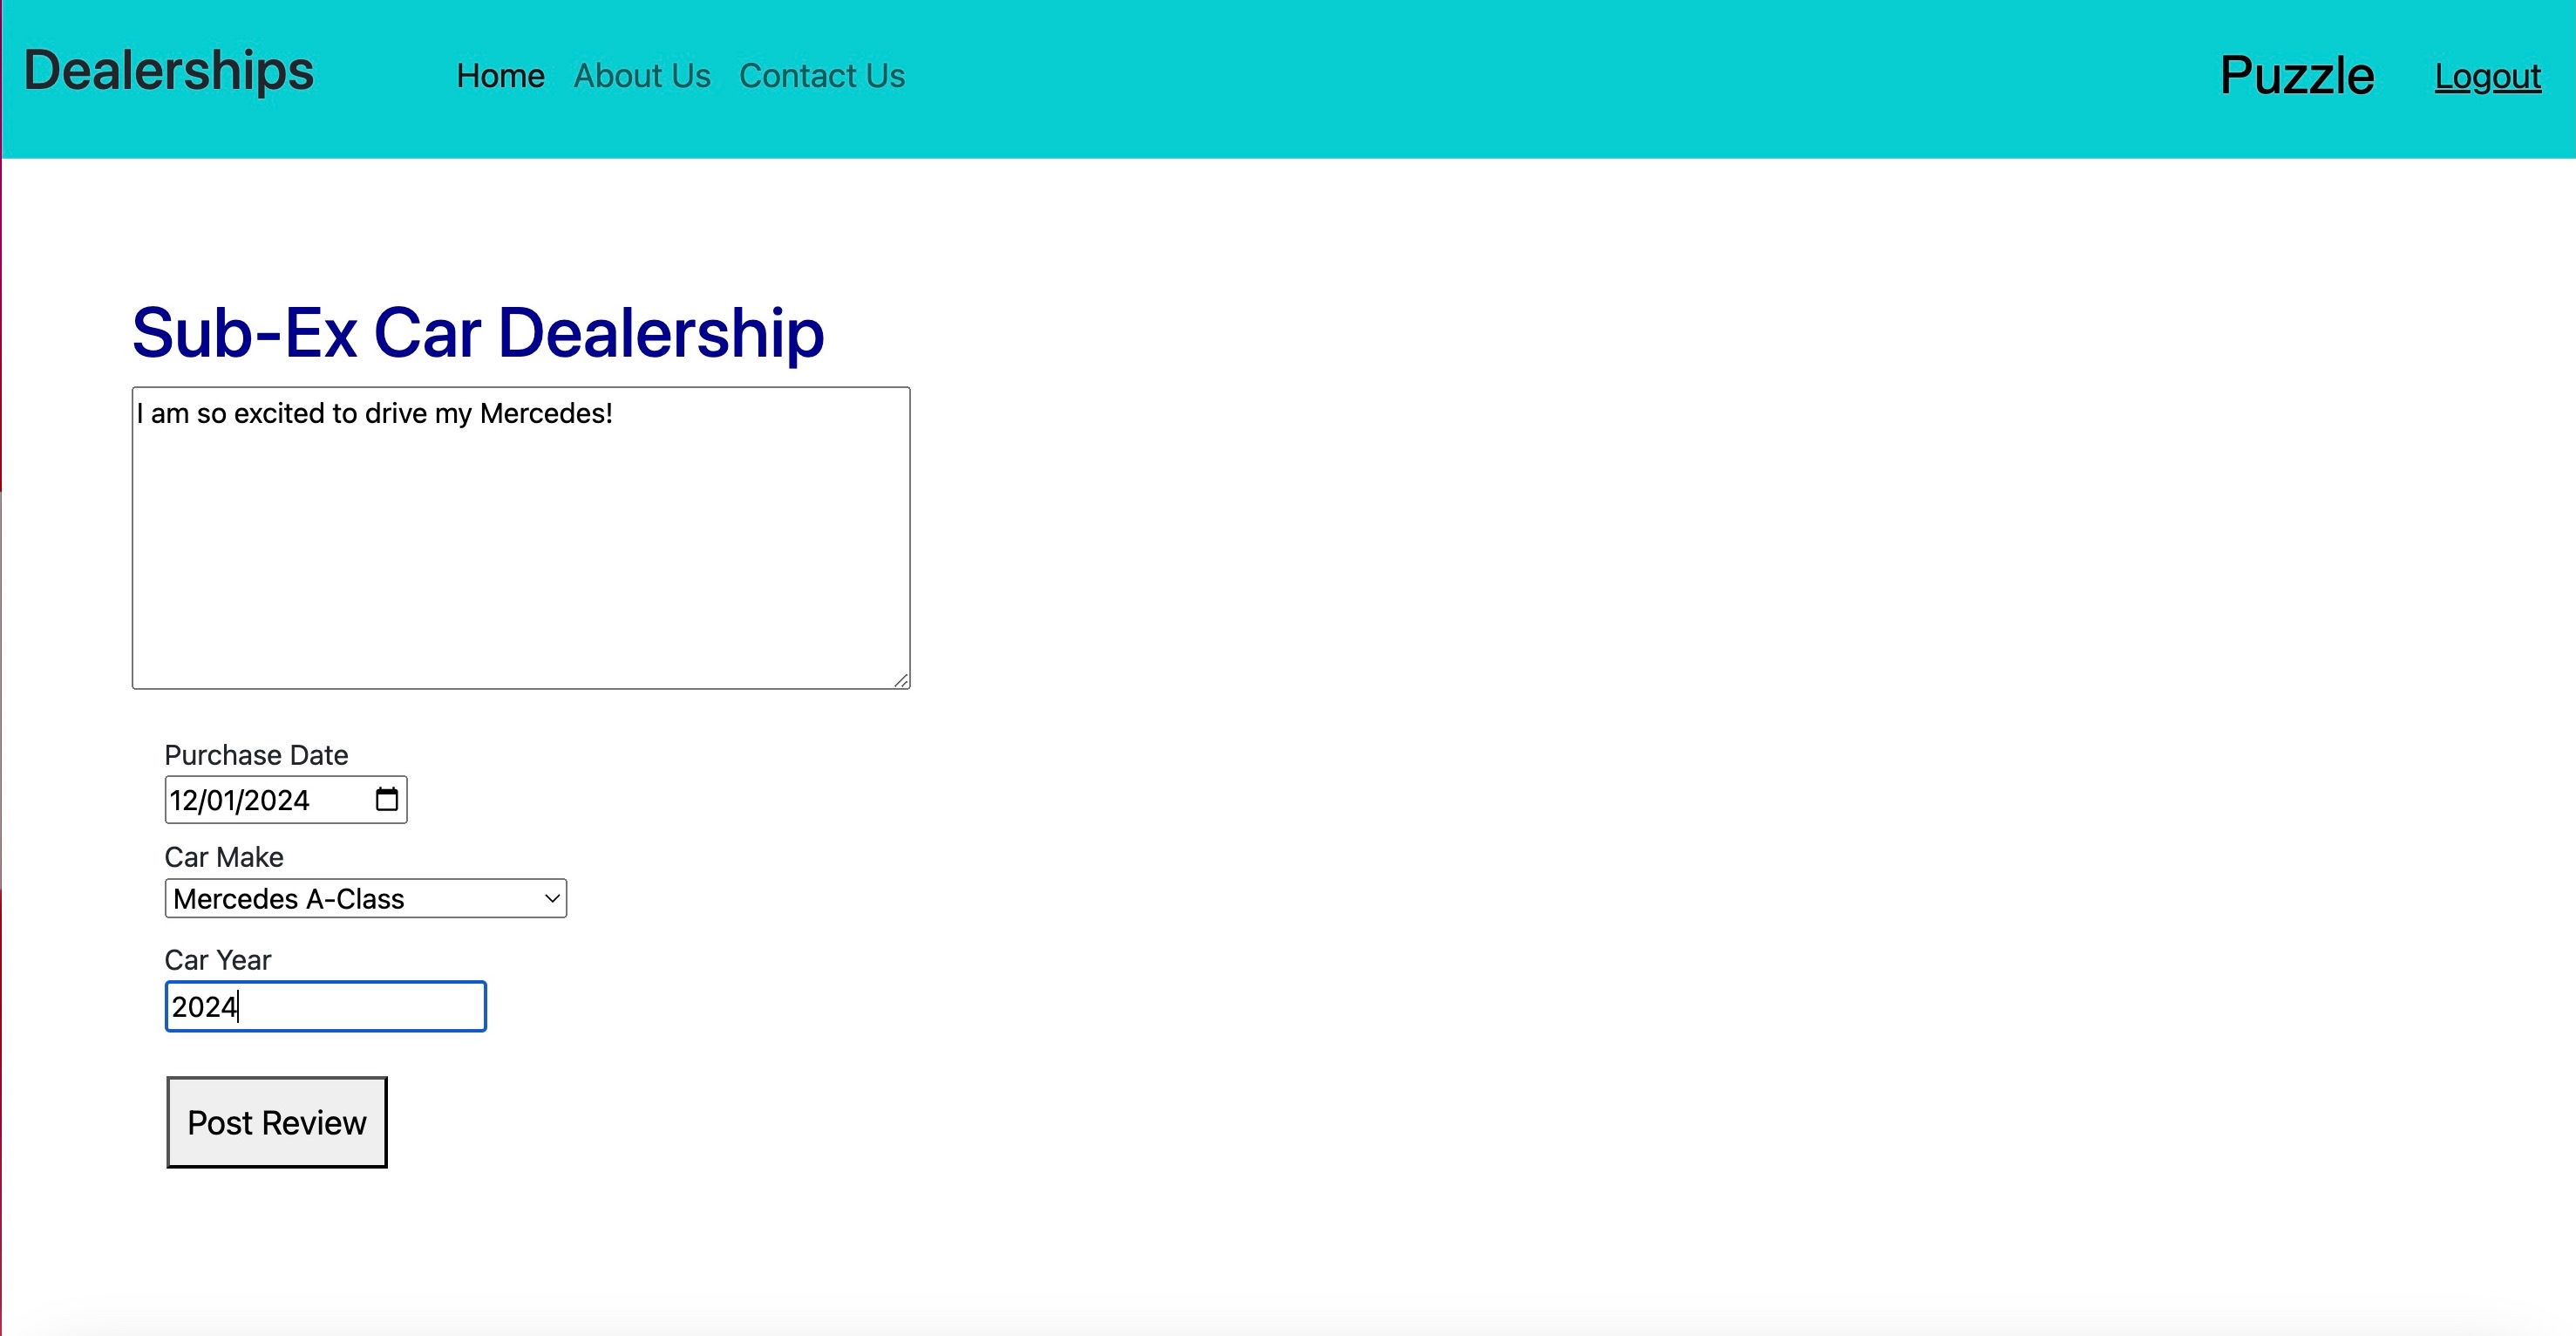 Dealerships Home About Us Contact Us Puzzle Logout
Sub-Ex Car Dealership
I am so excited to drive my Mercedes!
Purchase Date
12/01/2024
Car Make
Mercedes A-Class
Car Year
2024
Post Review